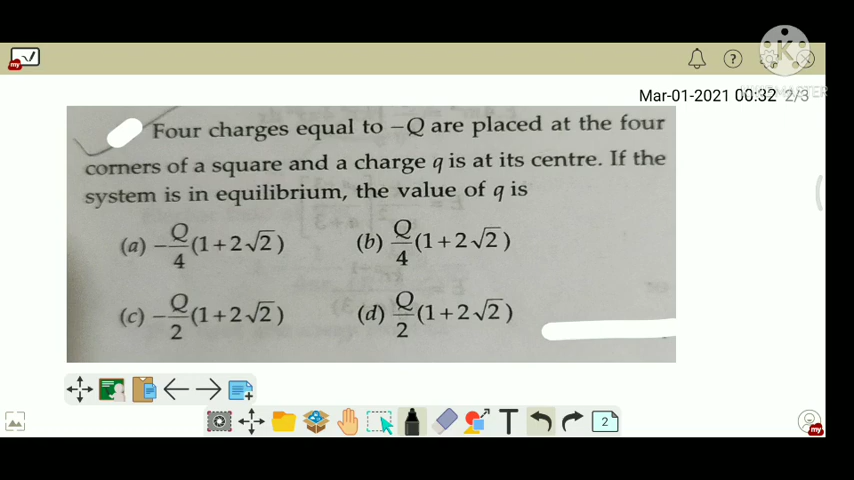 Mar-01-2021 00:32 2/3
Four charges equal to −Q are placed at the four
corners of a square and a charge q is at its centre. If the
system is in equilibrium, the value of q is
(a) −Q/4(1+2√2) (b) Q/4(1+2√2)
(c) −Q/2(1+2√2) (d) Q/2(1+2√2)
T 2